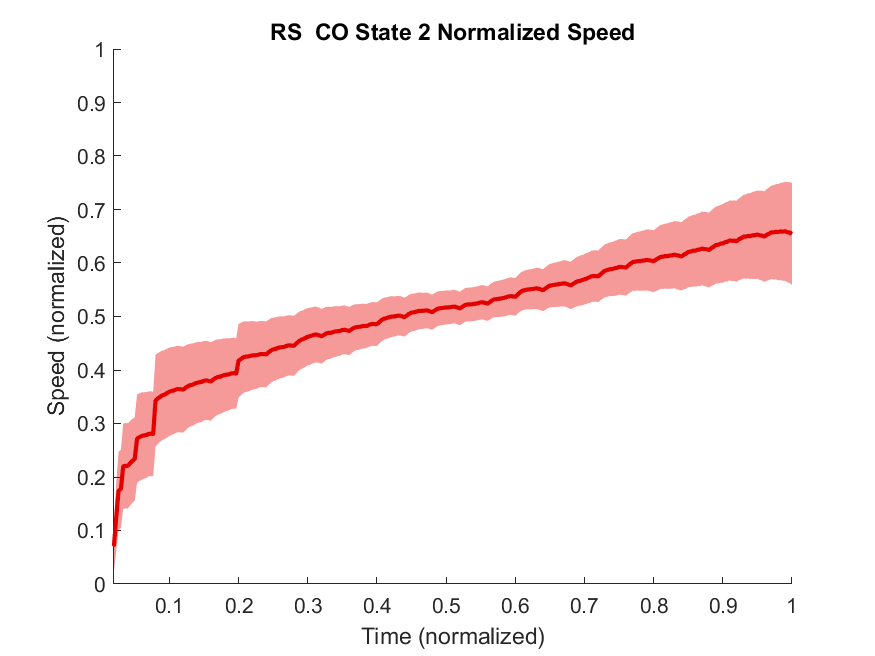 RS  CO State 2 Normalized Speed
1
0.9
0.8
0.7
0.6
0.5
0.4
0.3
0.2
0.1
0
Speed (normalized)
0.1 0.2 0.3 0.4 0.5 0.6 0.7 0.8 0.9 1
Time (normalized)